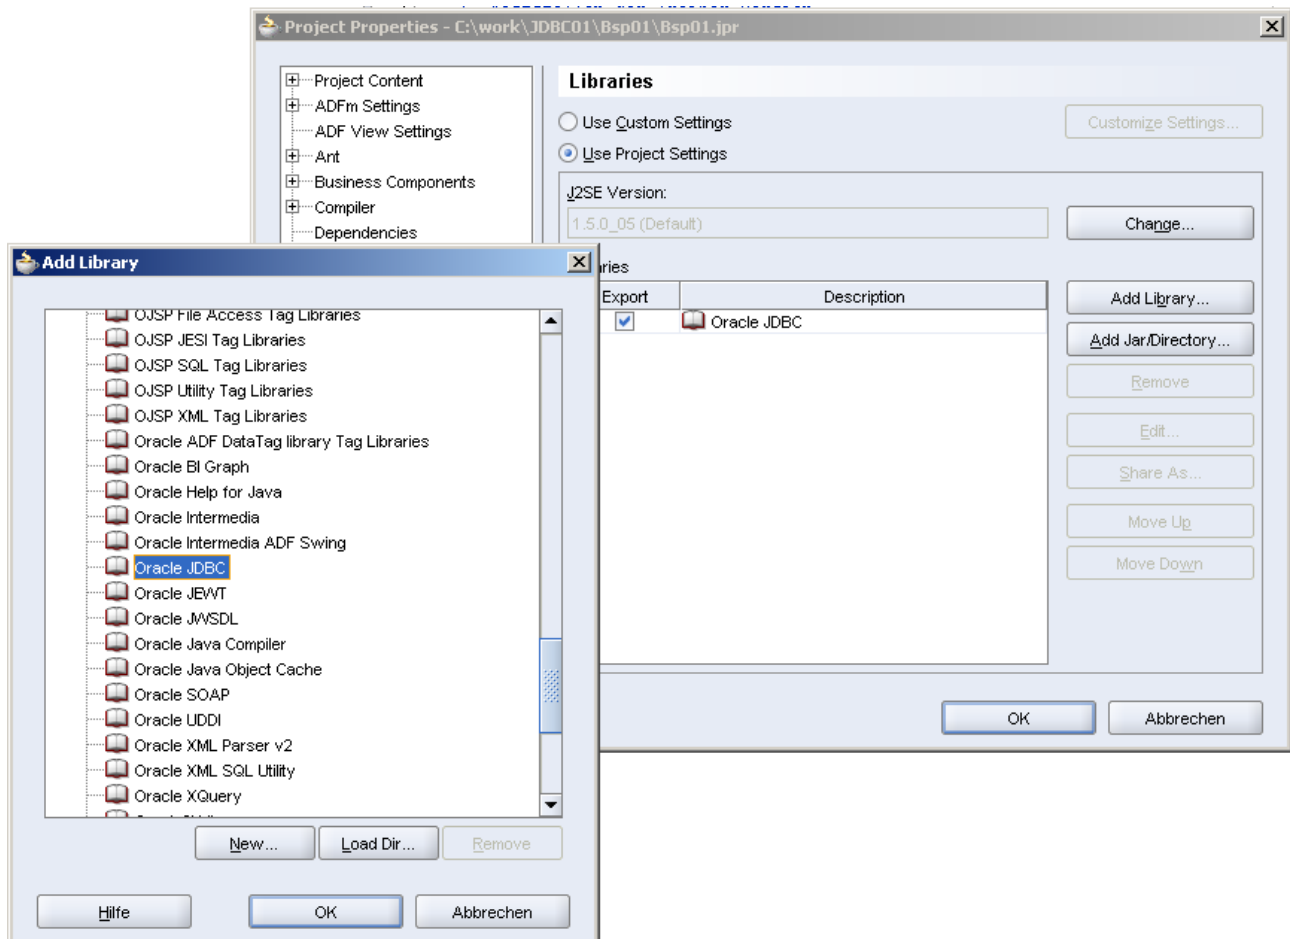 Project Properties - C:\work\JDBC01\Bsp01\Bsp01.jpr
Project Content
ADFm Settings
ADF View Settings
Ant
Business Components
Compiler
Dependencies
Libraries
Use Custom Settings
Customize Settings...
Use Project Settings
J2SE Version:
1.5.0_05 (Default)
Change...
ries
Export
Description
Oracle JDBC
Add Library...
Add Jar/Directory...
Remove
Edit...
Share As...
Move Up
Move Down
OK
Abbrechen
Add Library
OJSP File Access Tag Libraries
OJSP JESI Tag Libraries
OJSP SQL Tag Libraries
OJSP Utility Tag Libraries
OJSP XML Tag Libraries
Oracle ADF DataTag library Tag Libraries
Oracle BI Graph
Oracle Help for Java
Oracle Intermedia
Oracle Intermedia ADF Swing
Oracle JDBC
Oracle JEWT
Oracle JWSDL
Oracle Java Compiler
Oracle Java Object Cache
Oracle SOAP
Oracle UDDI
Oracle XML Parser v2
Oracle XML SQL Utility
Oracle XQuery
New...
Load Dir...
Remove
Hilfe
OK
Abbrechen